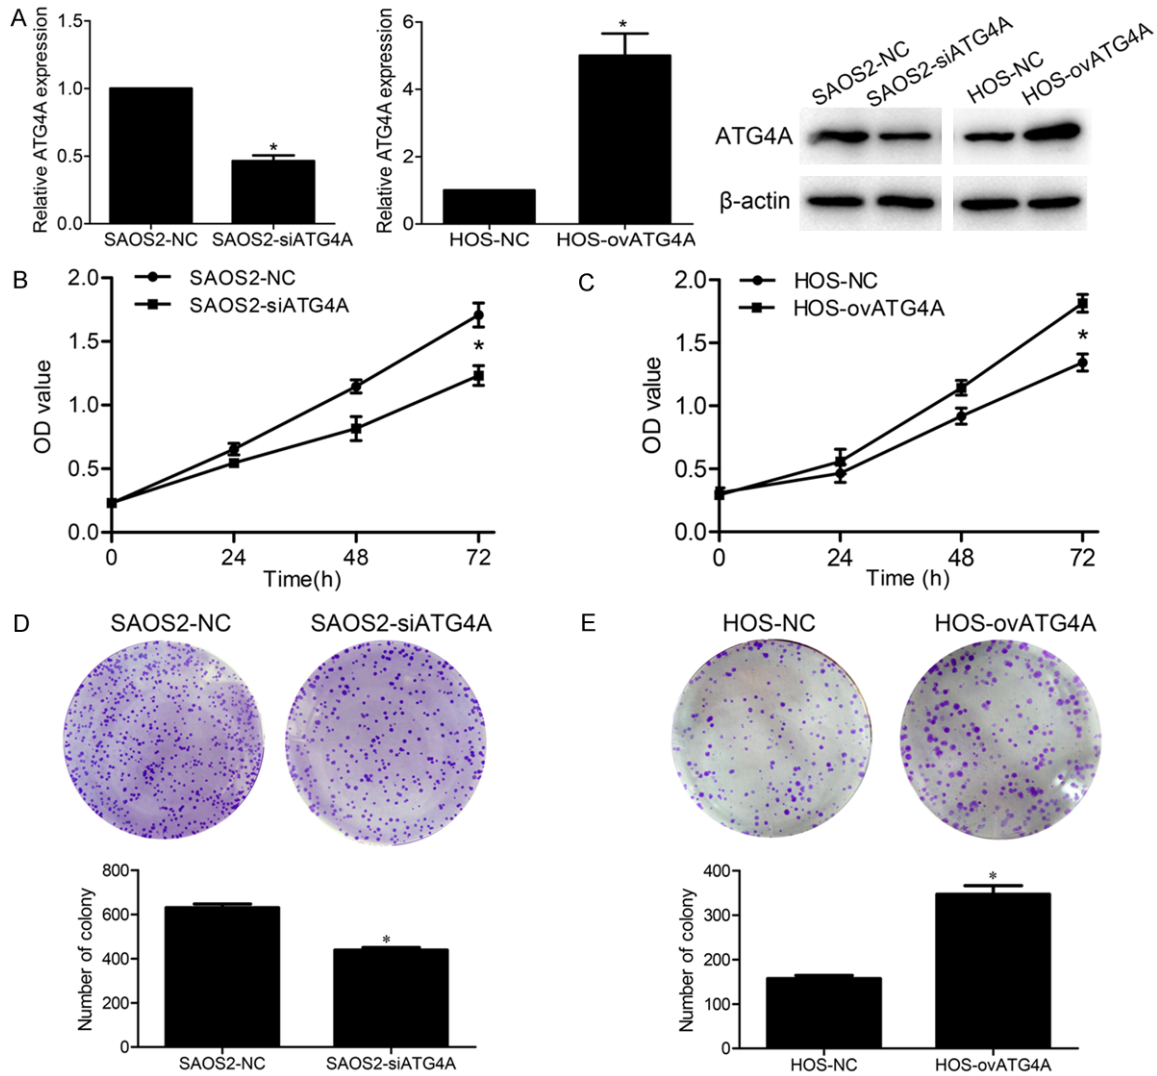 A
Relative ATG4A expression
1.5
1.0
0.5
0.0
SAOS2-NC
SAOS2-siATG4A
*
Relative ATG4A expression
6
4
2
0
HOS-NC
HOS-ovATG4A
*
SAOS2-NC
SAOS2-siATG4A
HOS-NC
HOS-ovATG4A
ATG4A
β-actin
B
SAOS2-NC
SAOS2-siATG4A
OD value
2.0
1.5
1.0
0.5
0.0
*
0
24
48
72
Time(h)
C
HOS-NC
HOS-ovATG4A
OD value
2.0
1.5
1.0
0.5
0.0
*
0
24
48
72
Time (h)
D
SAOS2-NC
SAOS2-siATG4A
Number of colony
800
600
400
200
0
*
SAOS2-NC
SAOS2-siATG4A
E
HOS-NC
HOS-ovATG4A
Number of colony
400
300
200
100
0
*
HOS-NC
HOS-ovATG4A